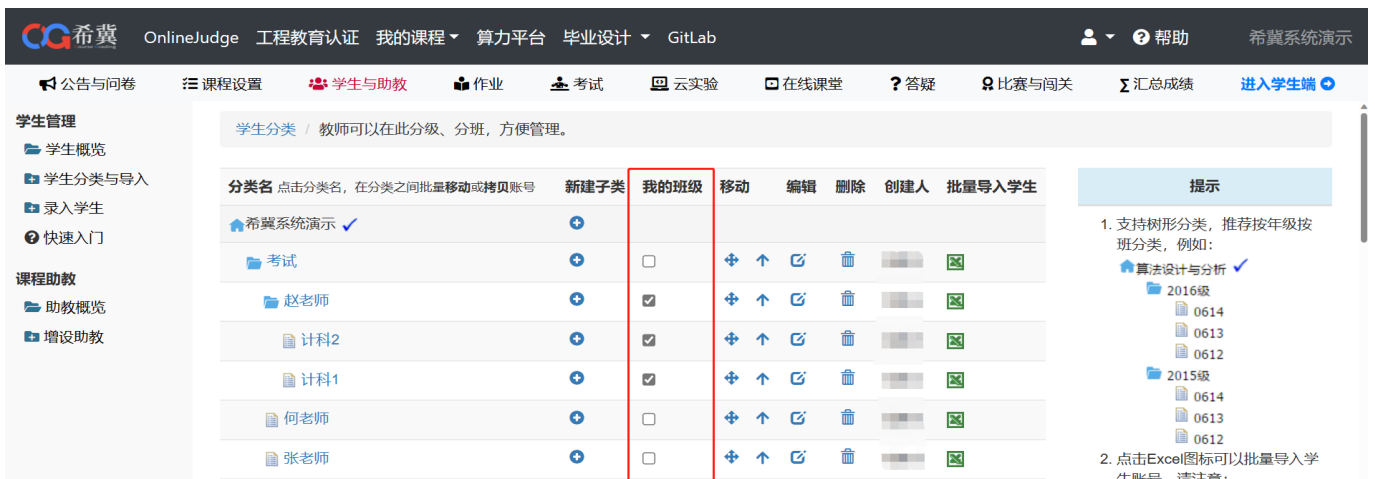 CG希冀 OnlineJudge 工程教育认证 我的课程 算力平台 毕业设计 GitLab 帮助 希冀系统演示
公告与问卷 课程设置 学生与助教 作业 考试 云实验 在线课堂 答疑 比赛与闯关 ∑汇总成绩 进入学生端
学生管理
学生概览
学生分类与导入
录入学生
快速入门
课程助教
助教概览
增设助教
学生分类 / 教师可以在此分级、分班，方便管理。
分类名 点击分类名，在分类之间批量移动或拷贝账号 新建子类 我的班级 移动 编辑 删除 创建人 批量导入学生
希冀系统演示
考试
赵老师
计科2
计科1
何老师
张老师
提示
1. 支持树形分类，推荐按年级按
班分类，例如：
算法设计与分析
2016级
0614
0613
0612
2015级
0614
0613
0612
2. 点击Excel图标可以批量导入学
生账号，请注意：